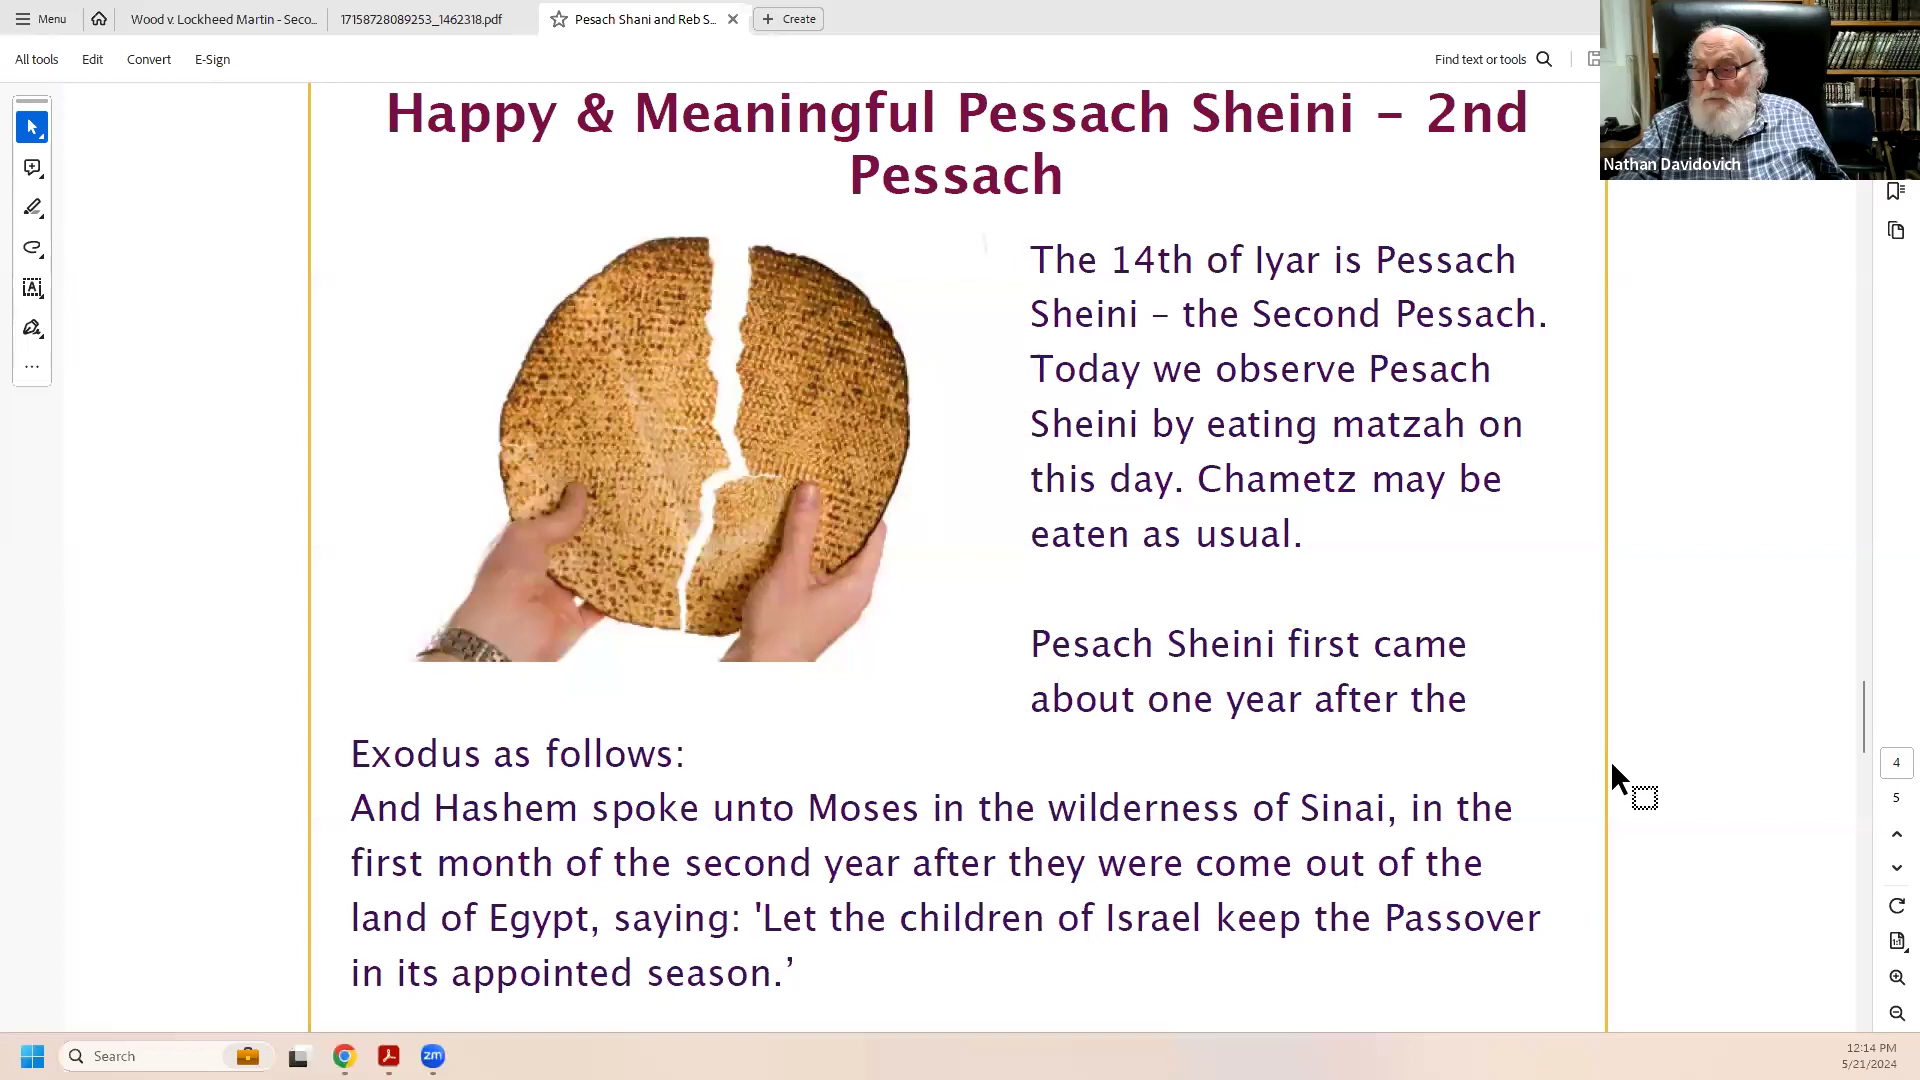 Menu
Wood v. Lockheed Martin - Seco...
17158728089253_1462318.pdf
Pesach Shani and Reb S...
Create
All tools
Edit
Convert
E-Sign
Find text or tools
Nathan Davidovich
Happy & Meaningful Pessach Sheini – 2nd
Pessach
The 14th of Iyar is Pessach
Sheini – the Second Pessach.
Today we observe Pesach
Sheini by eating matzah on
this day. Chametz may be
eaten as usual.
Pesach Sheini first came
about one year after the
Exodus as follows:
And Hashem spoke unto Moses in the wilderness of Sinai, in the
first month of the second year after they were come out of the
land of Egypt, saying: 'Let the children of Israel keep the Passover
in its appointed season.’
4
5
Search
zm
12:14 PM
5/21/2024